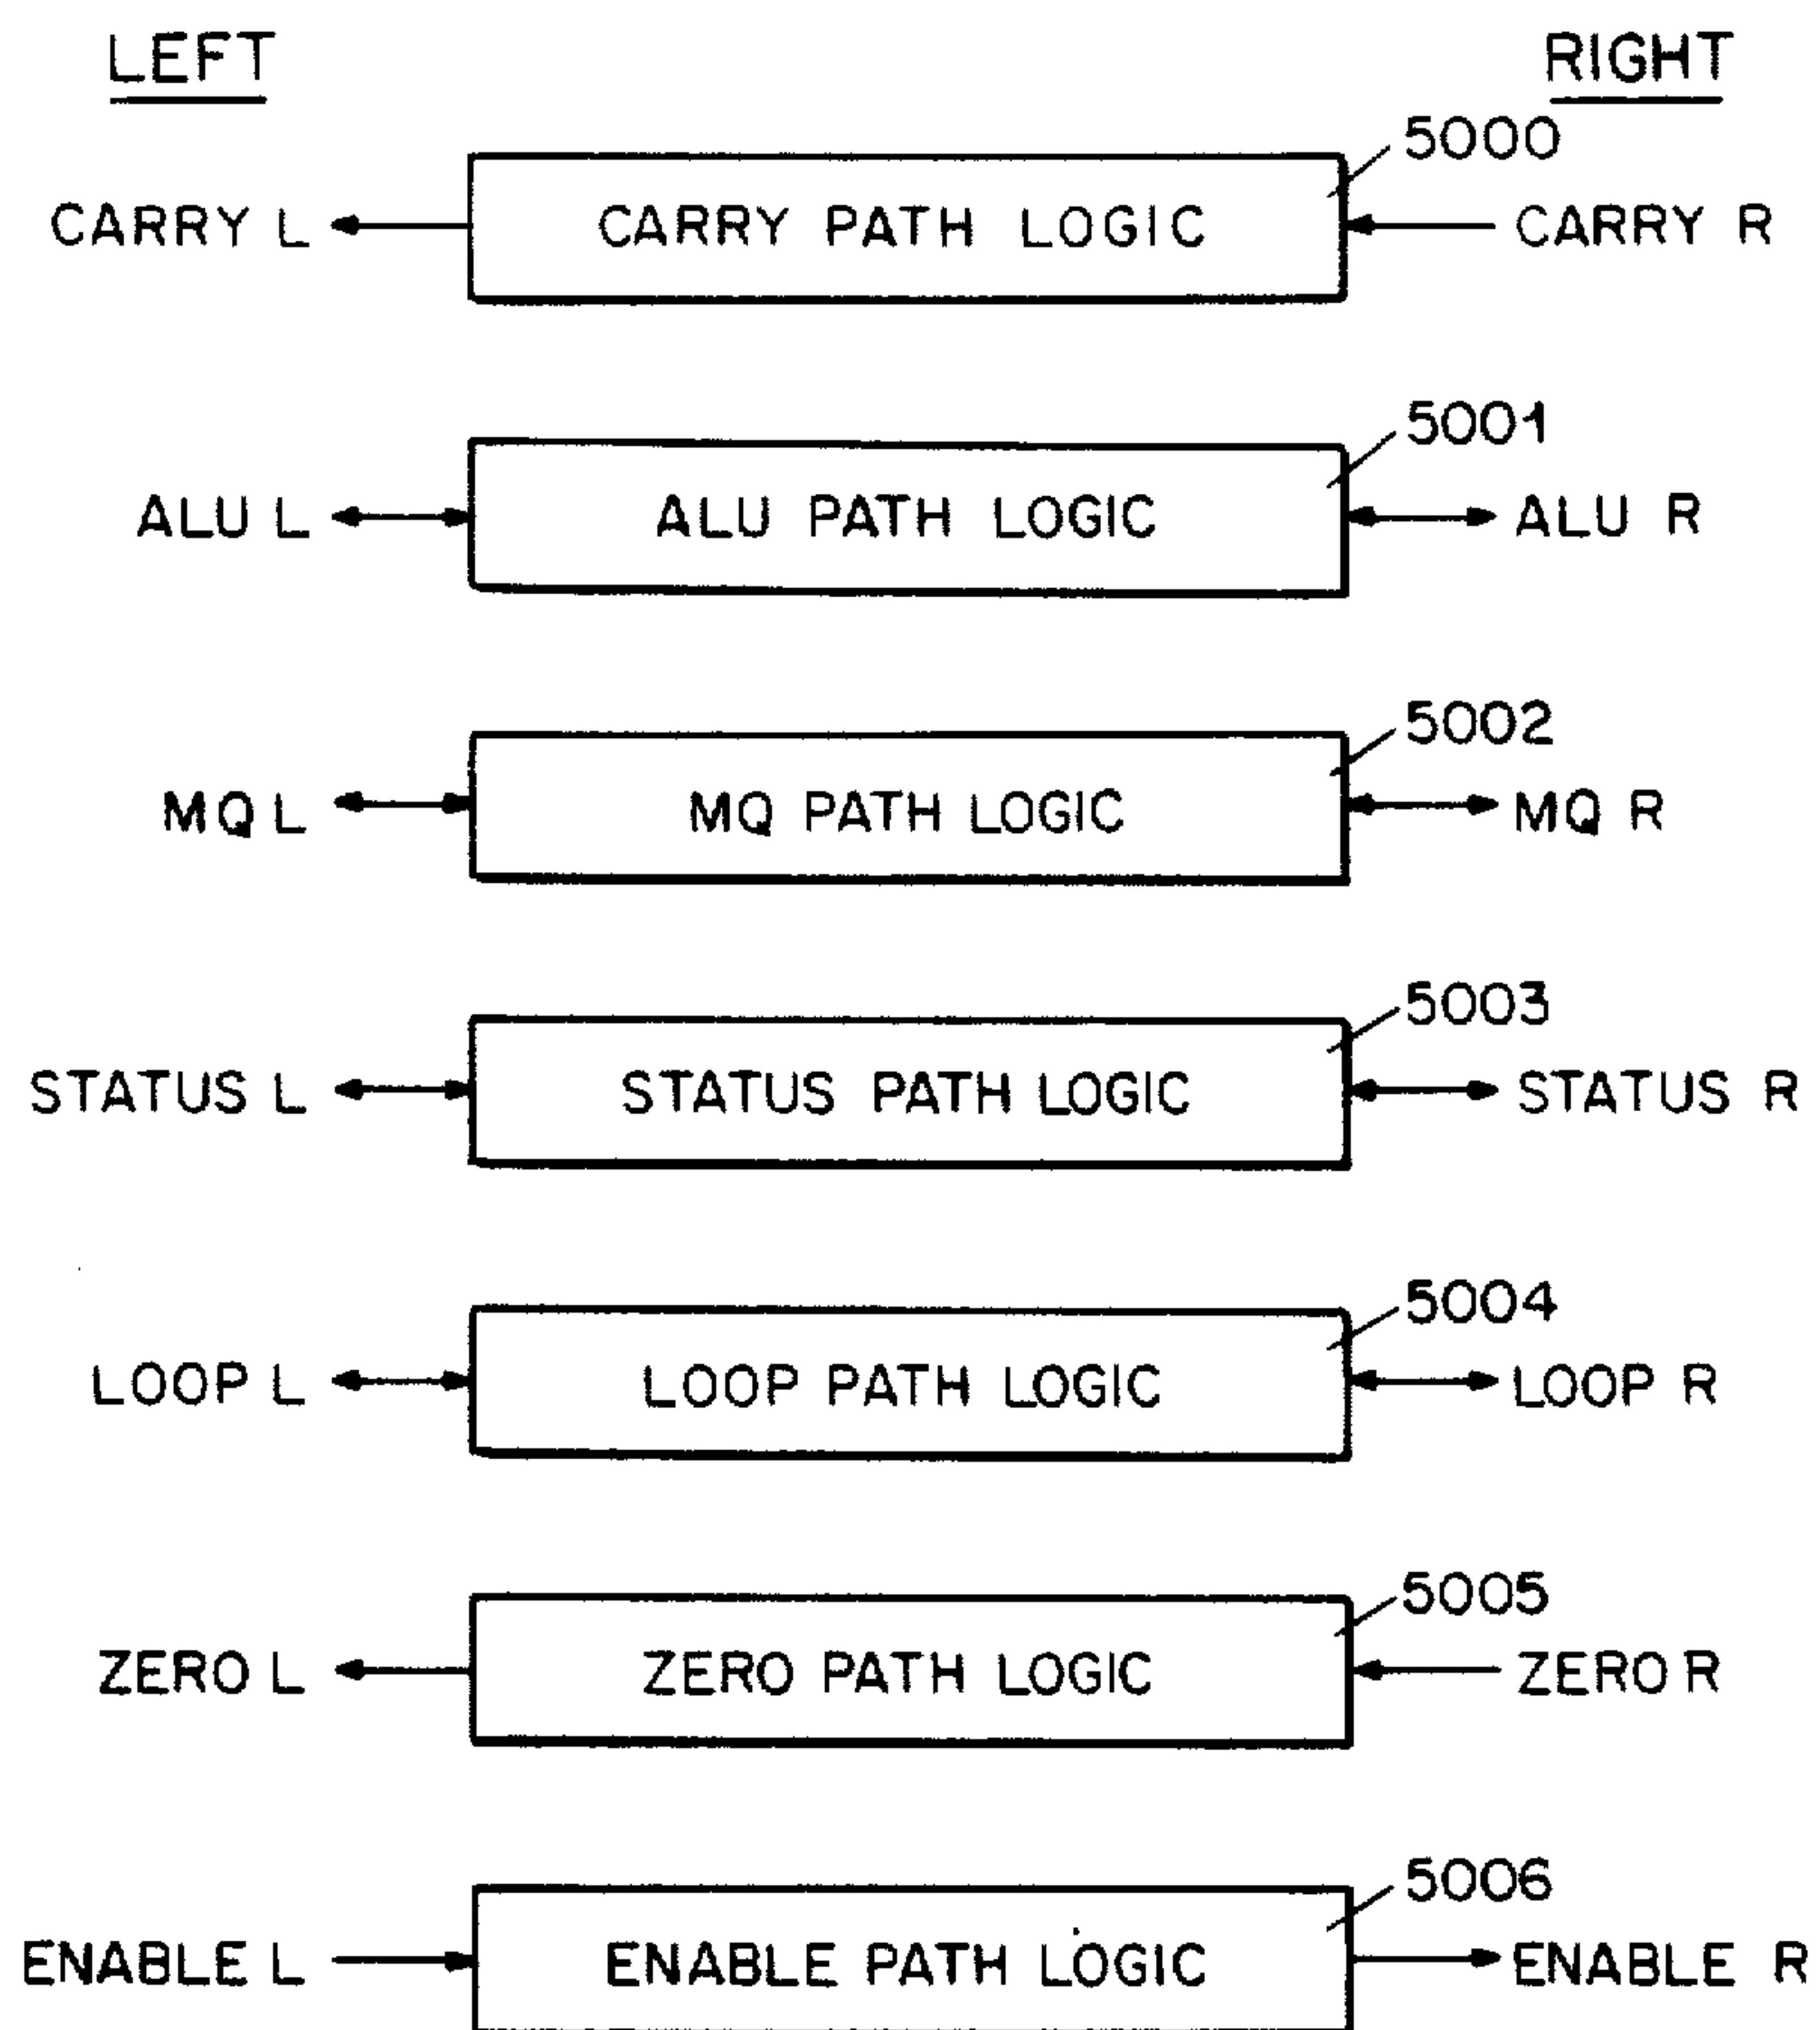 LEFT RIGHT
5000
CARRY L CARRY PATH LOGIC CARRY R
5001
ALU L ALU PATH LOGIC ALU R
5002
MQ L MQ PATH LOGIC MQ R
5003
STATUS L STATUS PATH LOGIC STATUS R
5004
LOOP L LOOP PATH LOGIC LOOP R
5005
ZERO L ZERO PATH LOGIC ZERO R
5006
ENABLE L ENABLE PATH LOGIC ENABLE R